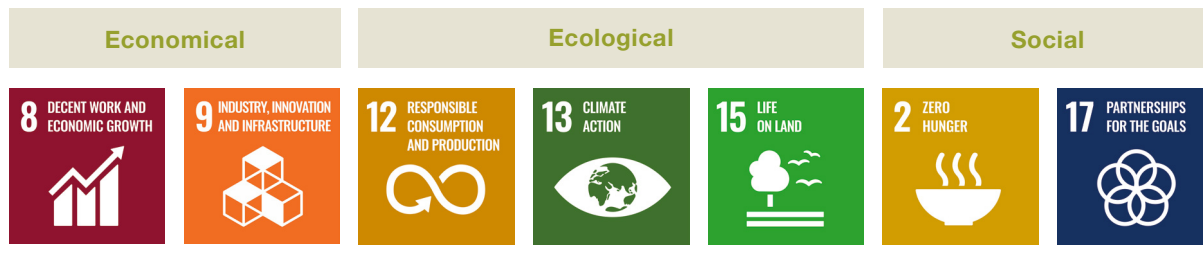 Economical
Ecological
Social
8 DECENT WORK AND
ECONOMIC GROWTH
9 INDUSTRY, INNOVATION
AND INFRASTRUCTURE
12 RESPONSIBLE
CONSUMPTION
AND PRODUCTION
13 CLIMATE
ACTION
15 LIFE
ON LAND
2 ZERO
HUNGER
17 PARTNERSHIPS
FOR THE GOALS